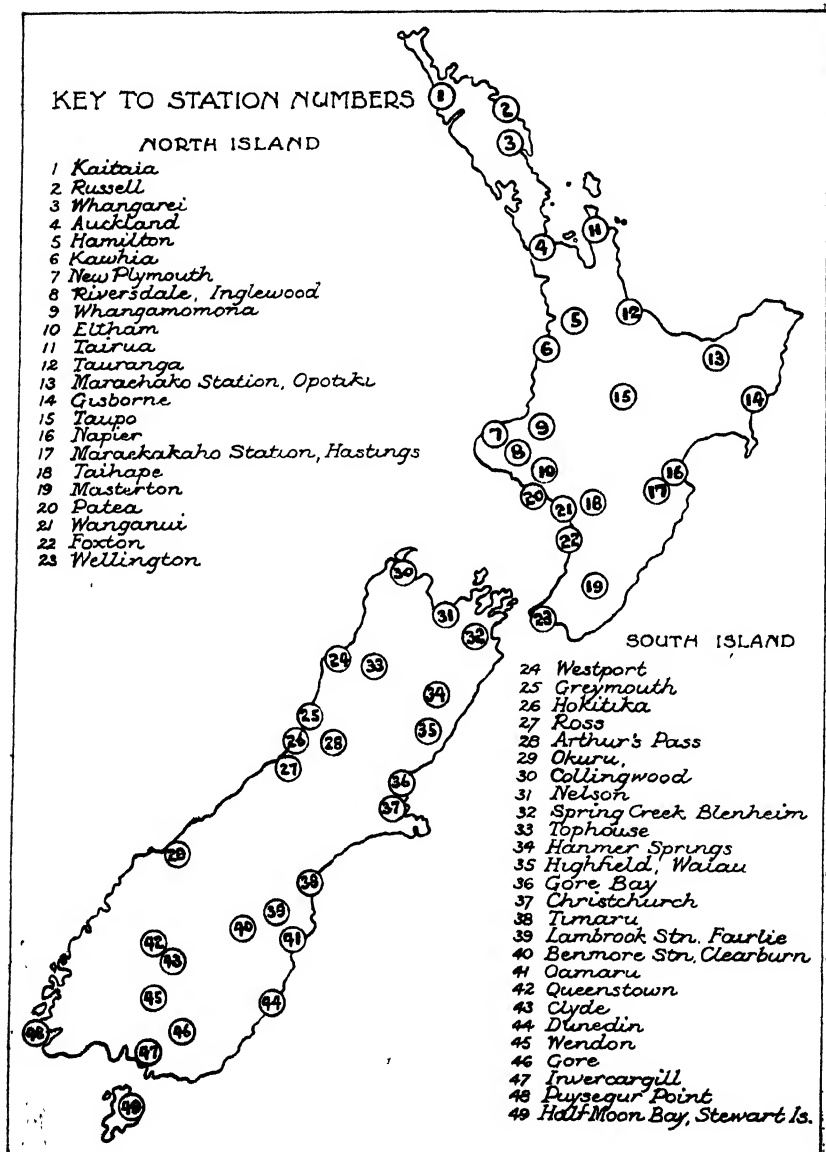 KEY TO STATION NUMBERS
NORTH ISLAND
1 Kaitaia
2 Russell
3 Whangarei
4 Auckland
5 Hamilton
6 Kawhia
7 New Plymouth
8 Riversdale, Inglewood
9 Whangamomona
10 Eltham
11 Tairua
12 Tauranga
13 Maraehako Station, Opotiki
14 Gisborne
15 Taupo
16 Napier
17 Maraekakaho Station, Hastings
18 Taihape
19 Masterton
20 Patea
21 Wanganui
22 Foxton
23 Wellington
SOUTH ISLAND
24 Westport
25 Greymouth
26 Hokitika
27 Ross
28 Arthur's Pass
29 Okuru,
30 Collingwood
31 Nelson
32 Spring Creek Blenheim
33 Tophouse
34 Hanmer Springs
35 Highfield, Waiau
36 Gore Bay
37 Christchurch
38 Timaru
39 Lambrook Stn. Fairlie
40 Benmore Stn, Clearburn
41 Oamaru
42 Queenstown
43 Clyde
44 Dunedin
45 Wendon
46 Gore
47 Invercargill
48 Puysegur Point
49 Half Moon Bay, Stewart Is.
1
2
3
11
4
12
5
6
13
15
14
9
7
8
10
16
17
20
21
18
22
19
23
30
31
32
24
33
34
25
35
26
28
27
36
37
29
38
39
40
41
42
43
45
44
46
48
47
49